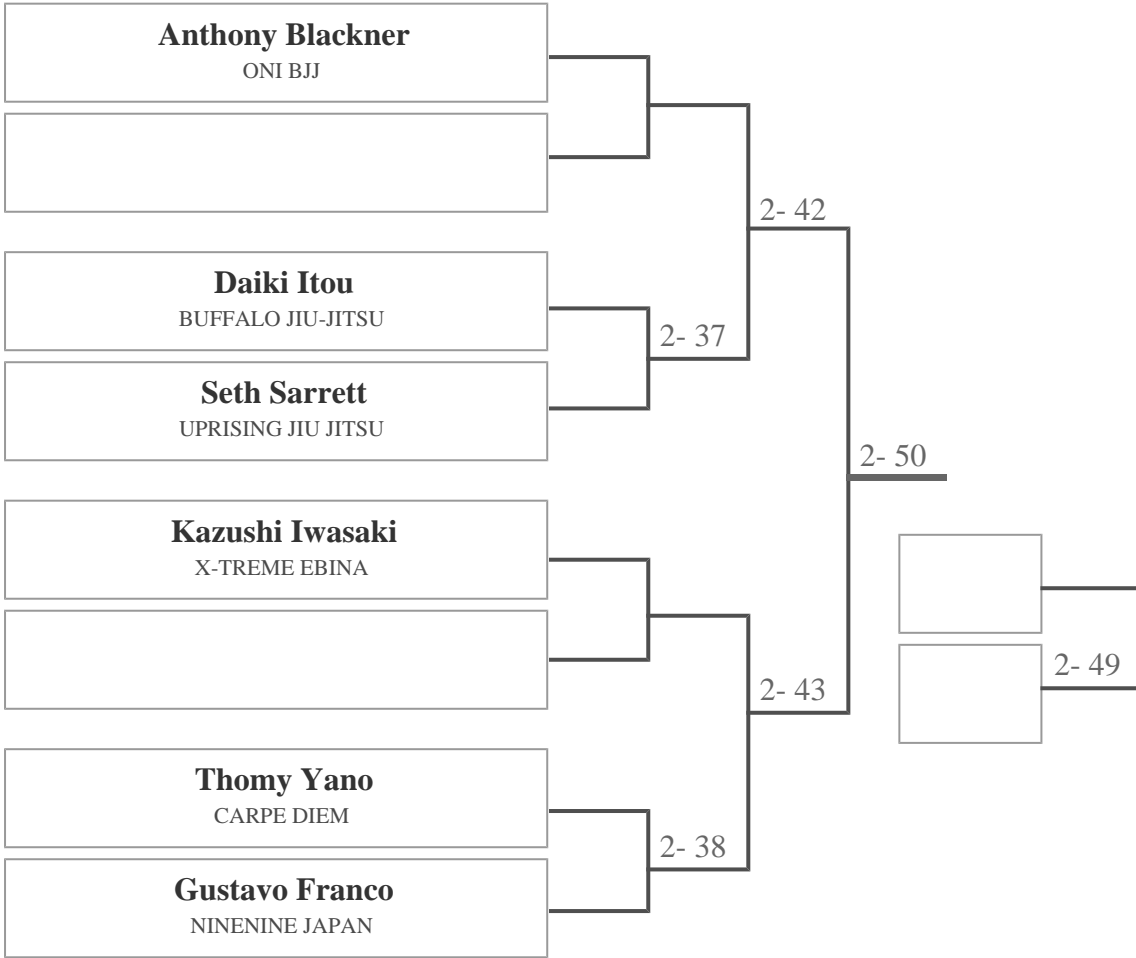 Anthony Blackner
ONI BJJ
2- 42
Daiki Itou
BUFFALO JIU-JITSU
2- 37
Seth Sarrett
UPRISING JIU JITSU
2- 50
Kazushi Iwasaki
X-TREME EBINA
2- 49
2- 43
Thomy Yano
CARPE DIEM
2- 38
Gustavo Franco
NINENINE JAPAN